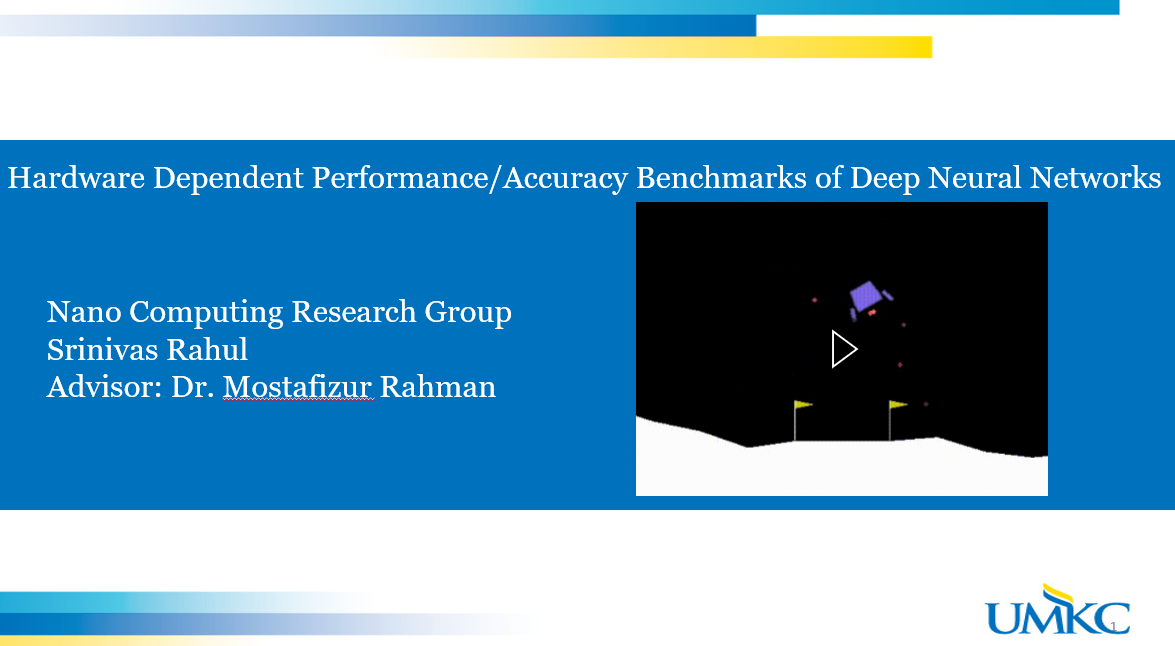 Hardware Dependent Performance/Accuracy Benchmarks of Deep Neural Networks
Nano Computing Research Group
Srinivas Rahul
Advisor: Dr. Mostafizur Rahman
UMKC
1